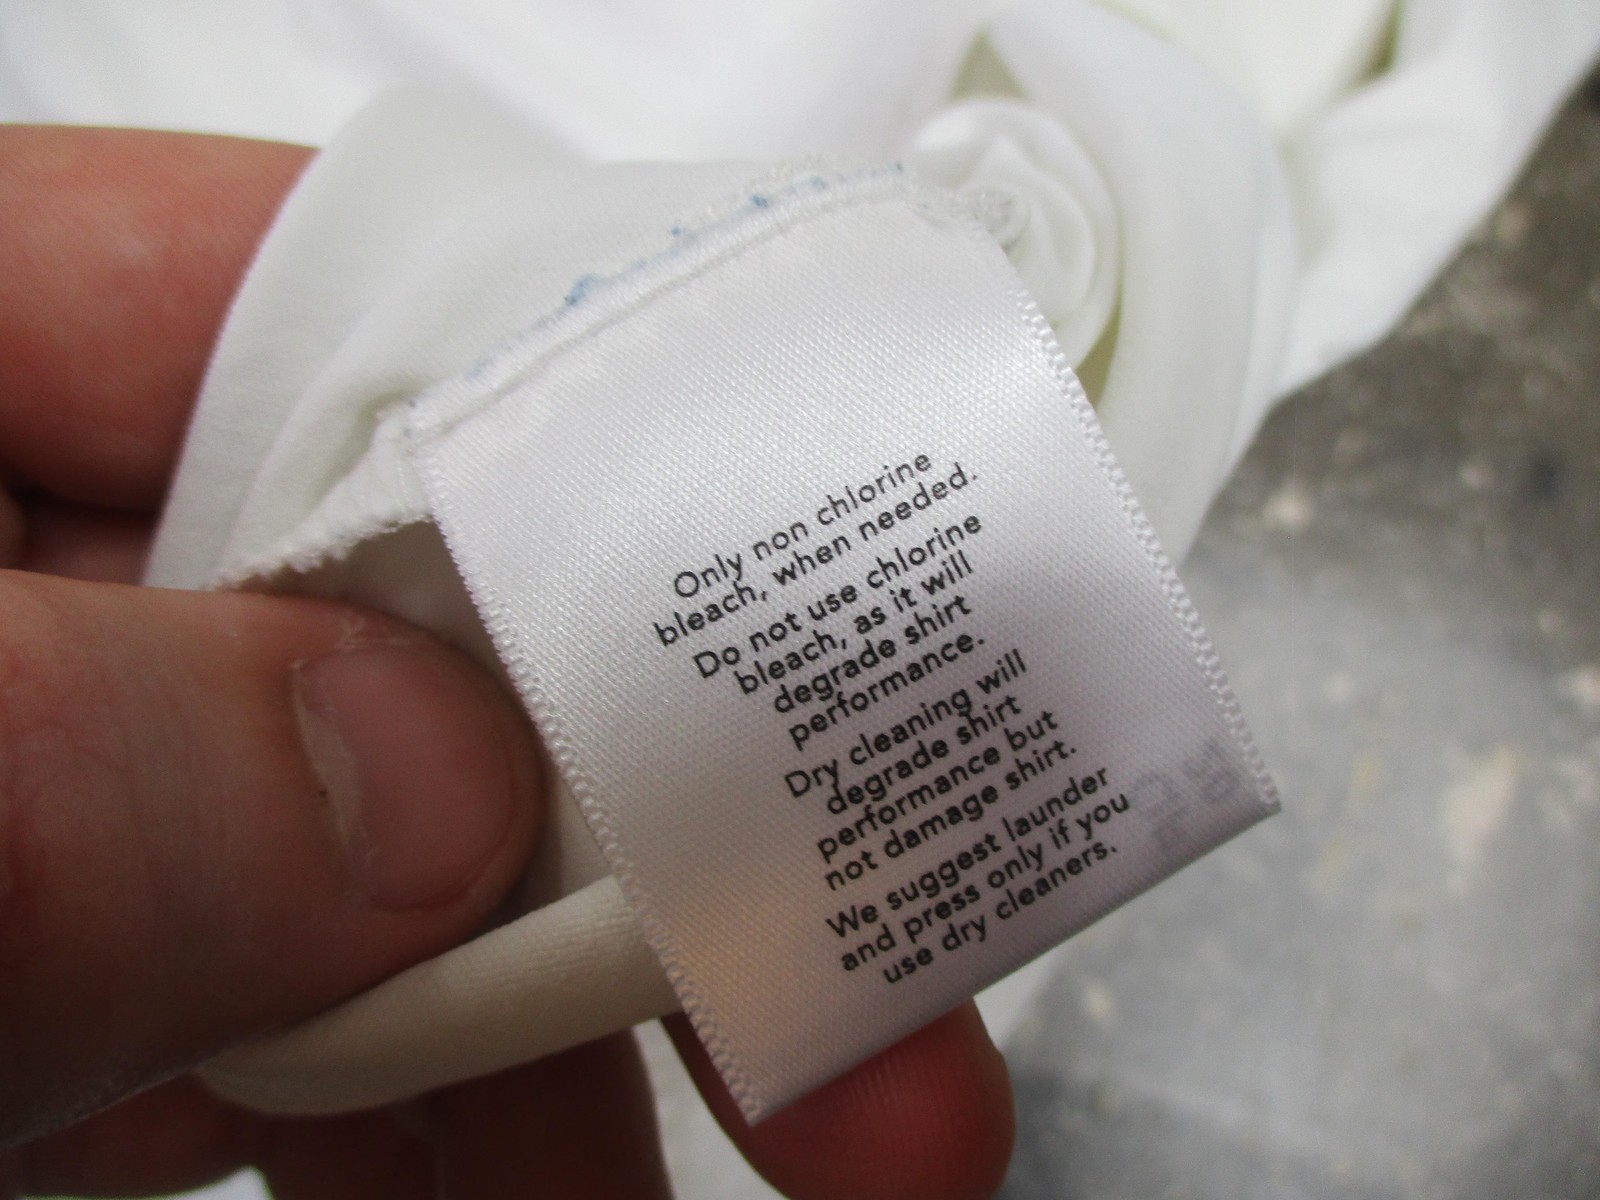 Only non chlorine
bleach, when needed.
Do not use chlorine
bleach, as it will
degrade shirt
performance.
Dry cleaning will
degrade shirt
performance but
not damage shirt.
We suggest launder
and press only if you
use dry cleaners.